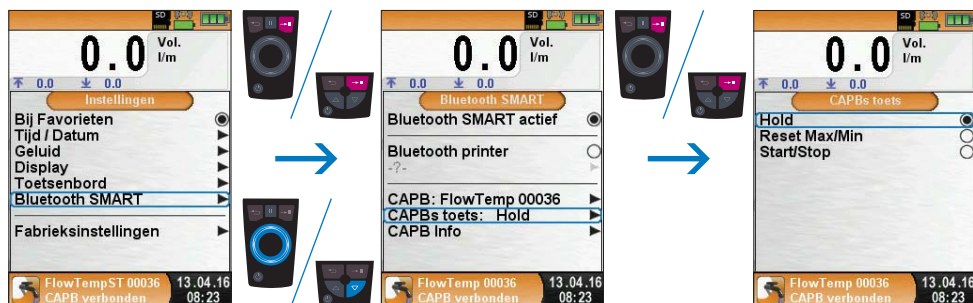 SD
0.0 Vol. l/m
0.0 0.0
Instellingen
Bij Favorieten
Tijd / Datum
Geluid
Display
Toetsenbord
Bluetooth SMART
Fabrieksinstellingen
FlowTempST 00036 13.04.16
CAPB verbonden 08:23
SD
0.0 Vol. l/m
0.0 0.0
Bluetooth SMART
Bluetooth SMART actief
Bluetooth printer
-?-
CAPB: FlowTemp 00036
CAPBs toets: Hold
CAPB Info
FlowTemp 00036 13.04.16
CAPB verbonden 08:23
SD
0.0 Vol. l/m
0.0 0.0
CAPBs toets
Hold
Reset Max/Min
Start/Stop
FlowTemp 00036 13.04.16
CAPB verbonden 08:23